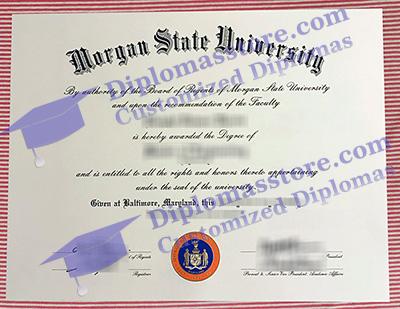 Diplomasstore.com
Customized Diplomas
Morgan State University
By authority of the Board of Regents of Morgan State University
and upon the recommendation of the Faculty
is hereby awarded the Degree of
and is entitled to all the rights and honors thereto appertaining
under the seal of the university.
Given at Baltimore, Maryland, this
Diplomasstore.com
Customized Diplomas
of Regents
Registrar
President
Provost & Senior Vice President, Academic Affairs